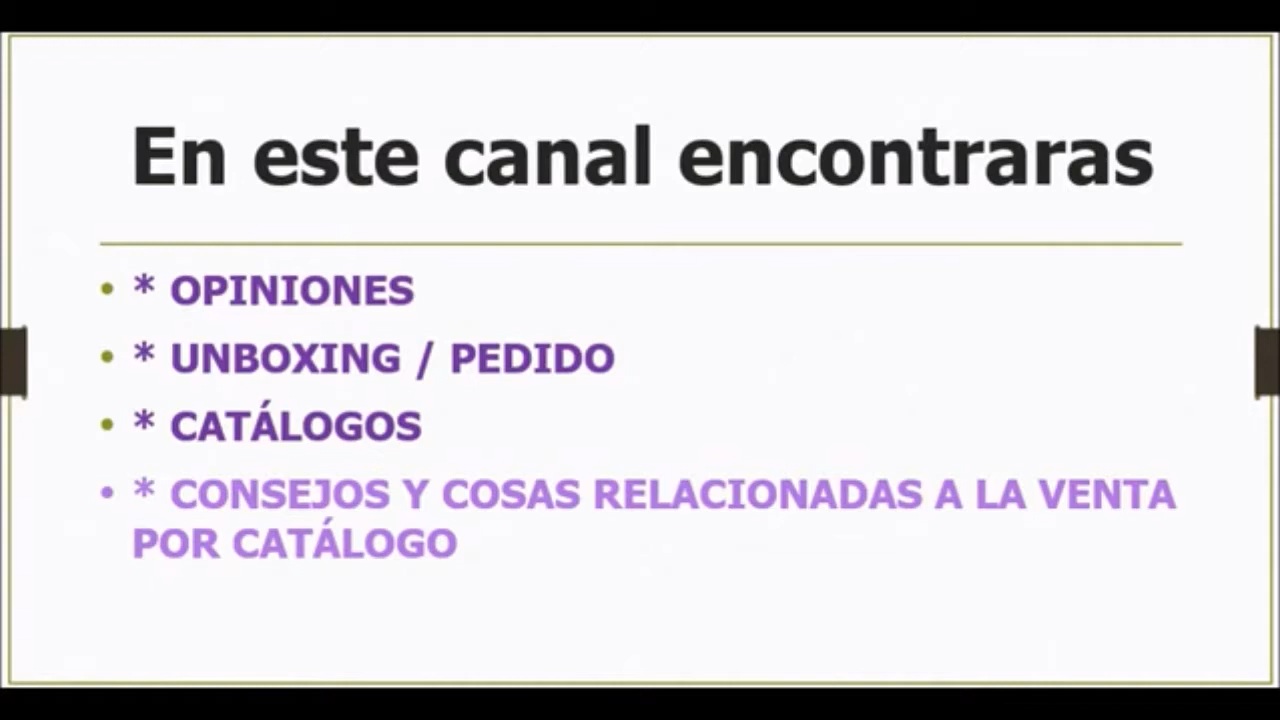 En este canal encontraras
• * OPINIONES
• * UNBOXING / PEDIDO
• * CATÁLOGOS
• * CONSEJOS Y COSAS RELACIONADAS A LA VENTA
POR CATÁLOGO